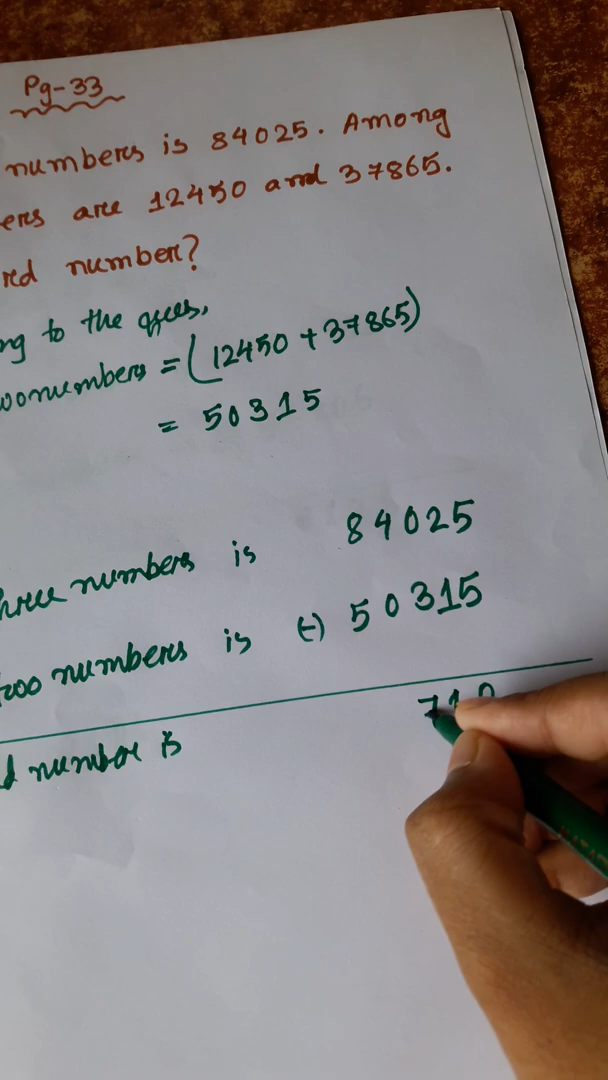 Pg-33
numbers is 84025. Among
ers are 12450 and 37865.
rd number?
ng to the ques,
wonumbers = (12450 + 37865)
= 50315
hree numbers is 84025
two numbers is (-) 50315
d number is 710